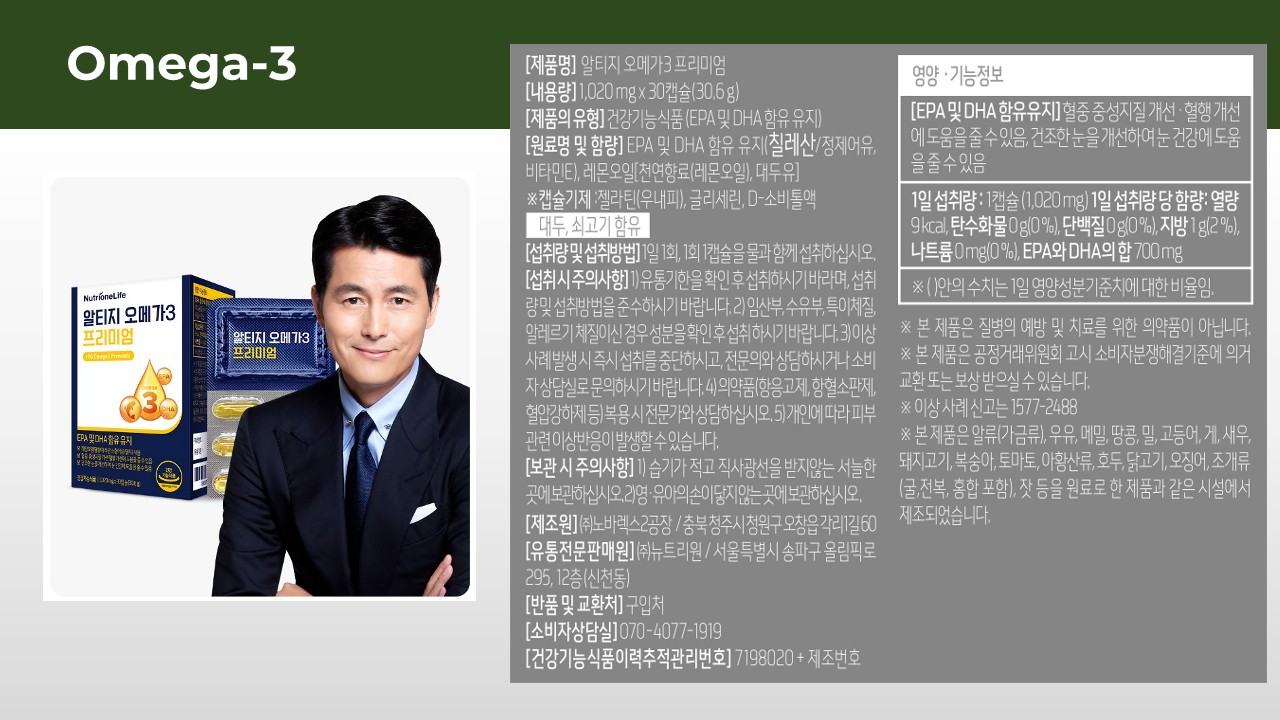 Omega-3
NutrioneLife
알티지 오메가3
프리미엄
rTG Omega3 Premium
EPA
DHA
3
EPA 및 DHA 함유 유지
알티지 오메가3
프리미엄
[제품명] 알티지 오메가3 프리미엄
[내용량] 1,020 mg x 30캡슐(30,6 g)
[제품의 유형] 건강기능식품 (EPA 및 DHA 함유 유지)
[원료명 및 함량] EPA 및 DHA 함유 유지(칠레산/정제어유,
비타민E), 레몬오일[천연향료(레몬오일), 대두유]
※캡슐기제 :젤라틴(우내피), 글리세린, D-소비톨액
대두, 쇠고기 함유
[섭취량 및 섭취방법] 1일 1회, 1회 1캡슐을 물과 함께 섭취하십시오.
[섭취 시 주의사항] 1) 유통기한을 확인 후 섭취하시기 바라며, 섭취
량 및 섭취방법을 준수하시기 바랍니다. 2) 임산부, 수유부, 특이체질,
알레르기 체질이신 경우 성분을 확인 후 섭취 하시기 바랍니다. 3) 이상
사례 발생 시 즉시 섭취를 중단하시고, 전문의와 상담하시거나 소비
자 상담실로 문의하시기 바랍니다. 4) 의약품(항응고제, 항혈소판제,
혈압강하제 등) 복용 시 전문가와 상담하십시오. 5) 개인에 따라 피부
관련 이상반응이 발생할 수 있습니다.
[보관 시 주의사항] 1) 습기가 적고 직사광선을 받지않는 서늘한
곳에 보관하십시오.2)영·유아의 손이 닿지않는 곳에 보관하십시오.
[제조원] ㈜노바렉스2공장 / 충북 청주시 청원구 오창읍 각리1길 60
[유통전문판매원] ㈜뉴트리원 / 서울특별시 송파구 올림픽로
295, 12층(신천동)
[반품 및 교환처] 구입처
[소비자상담실] 070-4077-1919
[건강기능식품이력추적관리번호] 7198020 + 제조번호
영양·기능정보
[EPA 및 DHA 함유 유지] 혈중 중성지질 개선·혈행 개선
에 도움을 줄 수 있음, 건조한 눈을 개선하여 눈 건강에 도움
을 줄 수 있음
1일 섭취량 : 1캡슐 (1,020 mg) 1일 섭취량 당 함량: 열량
9 kcal, 탄수화물 0 g(0 %), 단백질 0 g(0 %), 지방 1 g(2 %),
나트륨 0 mg(0 %), EPA와 DHA의 합 700 mg
※ ( )안의 수치는 1일 영양성분기준치에 대한 비율임.
※ 본 제품은 질병의 예방 및 치료를 위한 의약품이 아닙니다.
※ 본 제품은 공정거래위원회 고시 소비자분쟁해결기준에 의거
교환 또는 보상 받으실 수 있습니다.
※ 이상 사례 신고는 1577-2488
※ 본 제품은 알류(가금류), 우유, 메밀, 땅콩, 밀, 고등어, 게, 새우,
돼지고기, 복숭아, 토마토, 아황산류, 호두, 닭고기, 오징어, 조개류
(굴,전복, 홍합 포함), 잣 등을 원료로 한 제품과 같은 시설에서
제조되었습니다.